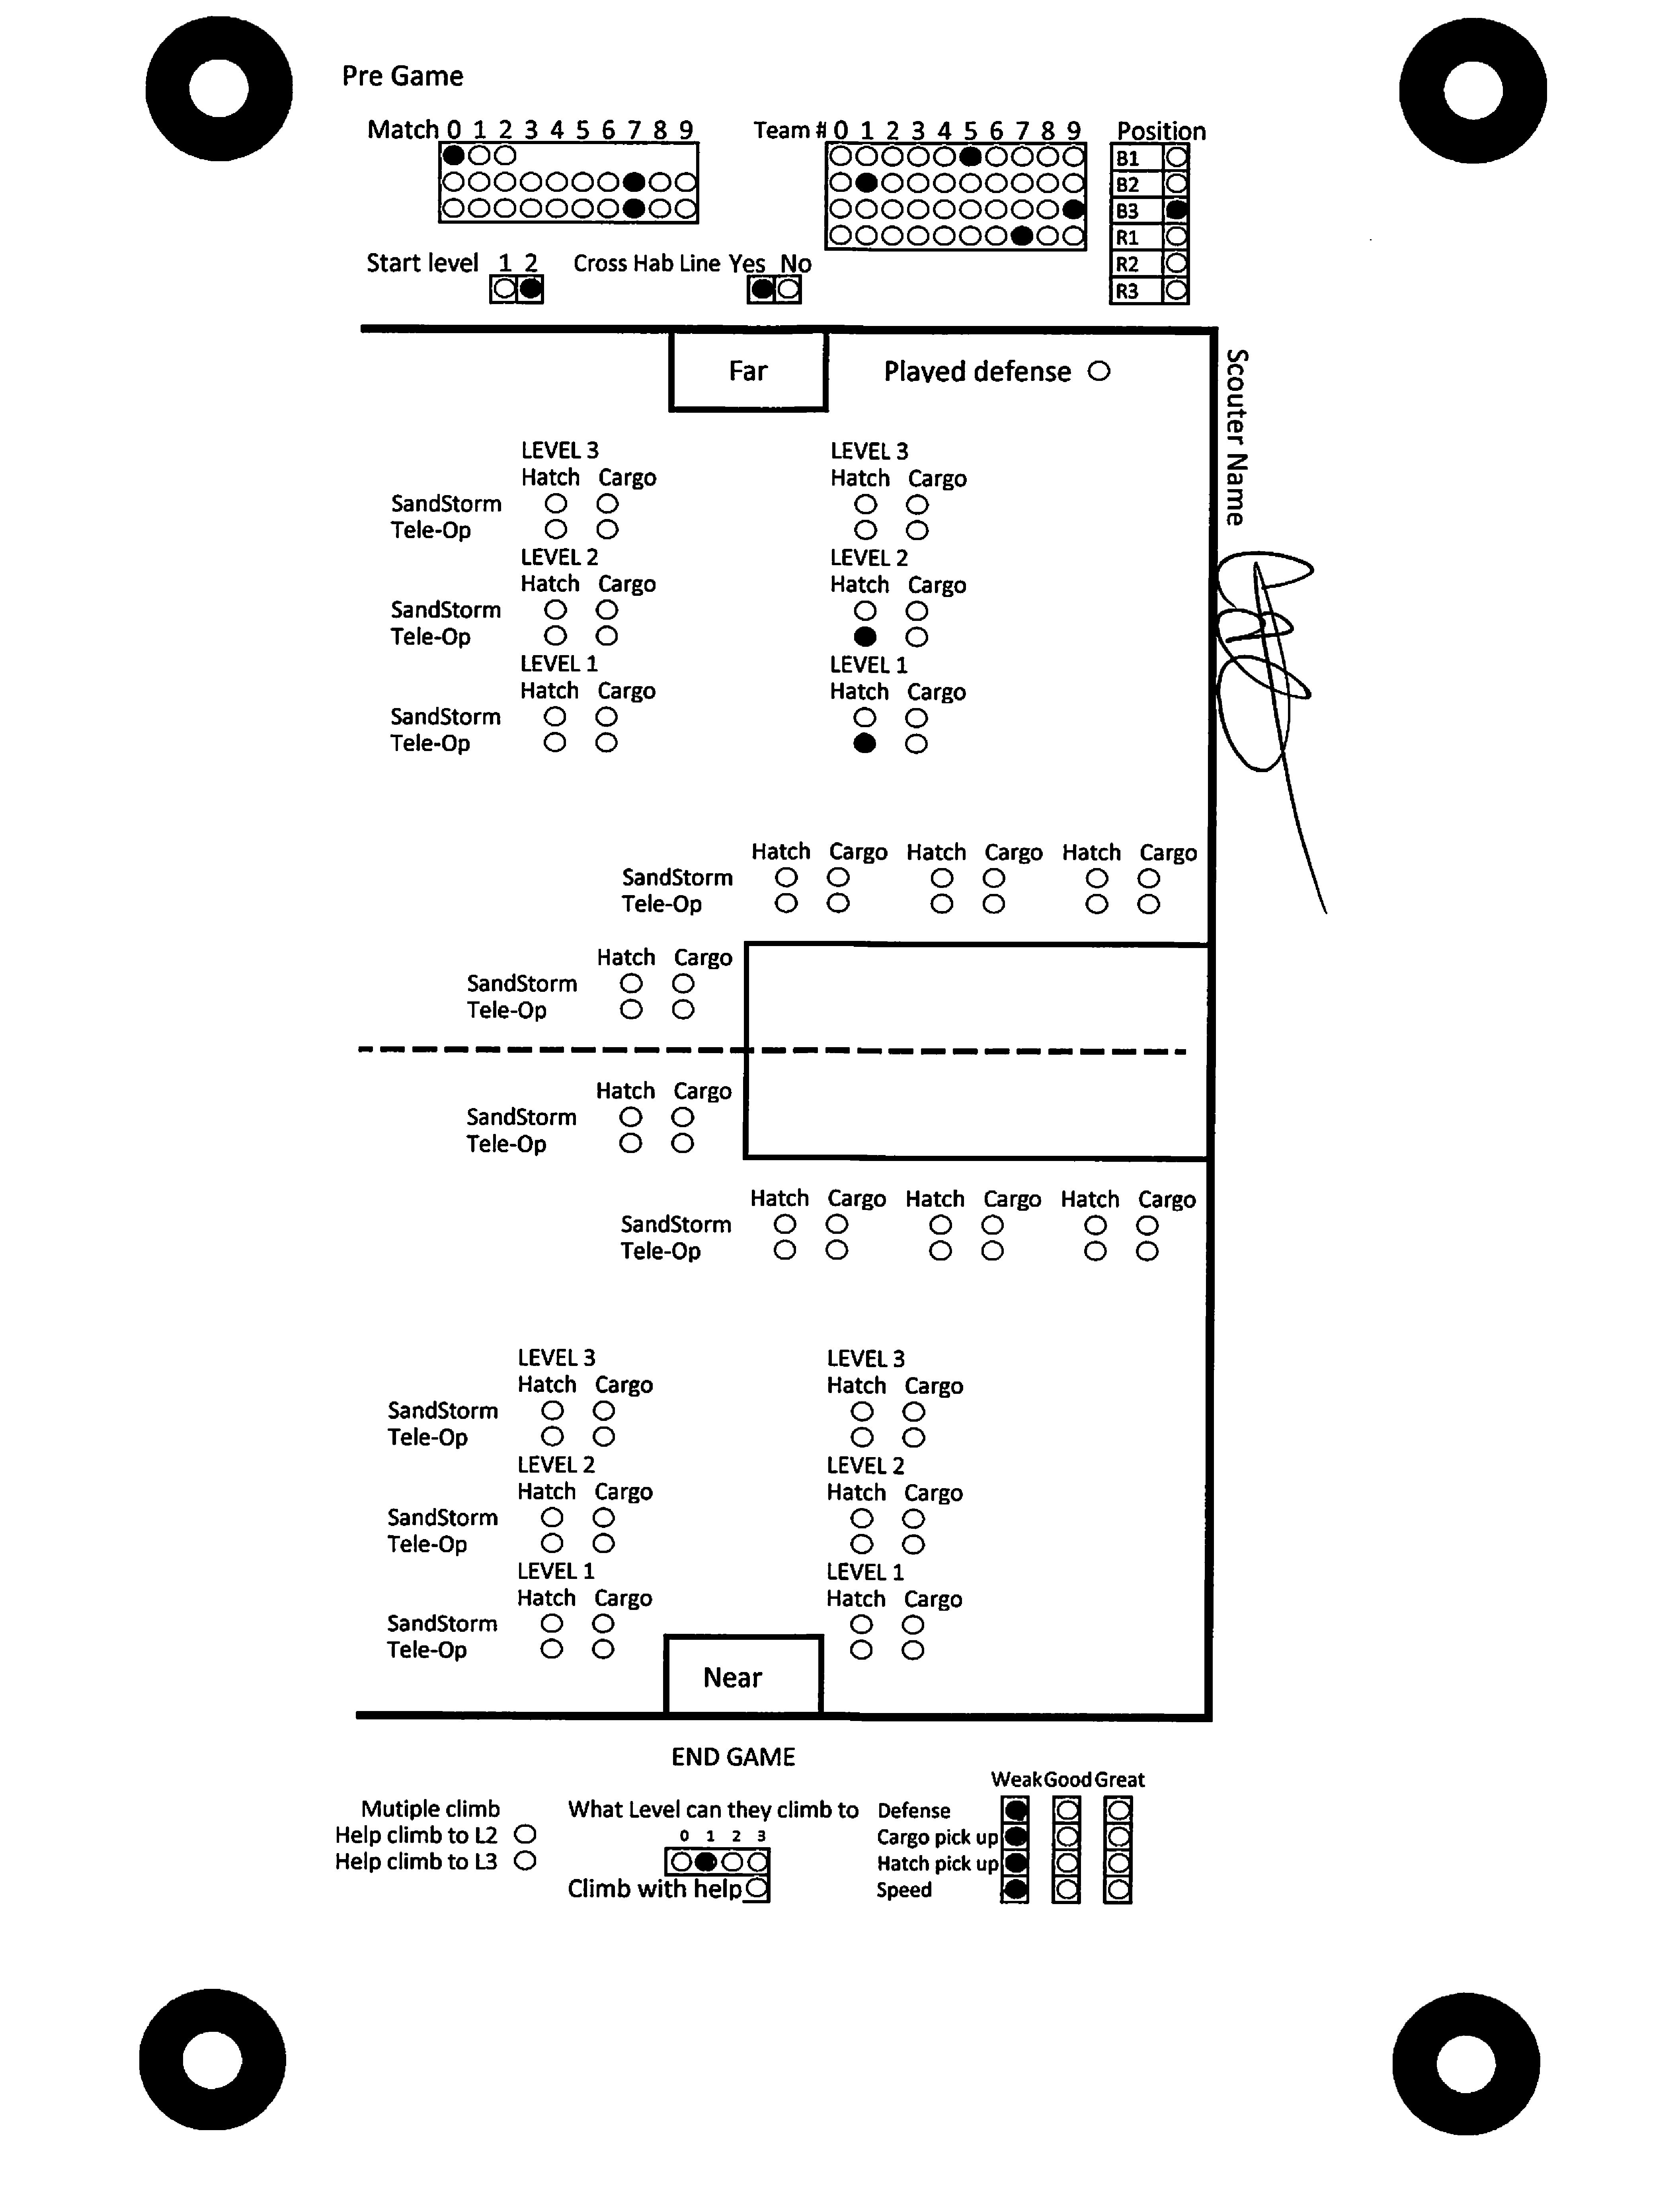 Pre Game
Match 0 1 2 3 4 5 6 7 8 9
Team # 0 1 2 3 4 5 6 7 8 9
Position
B1
B2
B3
R1
R2
R3
Start level 1 2
Cross Hab Line Yes No
Far
Played defense
Scouter Name
LEVEL 3 LEVEL 3
Hatch Cargo Hatch Cargo
SandStorm
Tele-Op
LEVEL 2 LEVEL 2
Hatch Cargo Hatch Cargo
SandStorm
Tele-Op
LEVEL 1 LEVEL 1
Hatch Cargo Hatch Cargo
SandStorm
Tele-Op
Hatch Cargo Hatch Cargo Hatch Cargo
SandStorm
Tele-Op
Hatch Cargo
SandStorm
Tele-Op
Hatch Cargo
SandStorm
Tele-Op
Hatch Cargo Hatch Cargo Hatch Cargo
SandStorm
Tele-Op
LEVEL 3 LEVEL 3
Hatch Cargo Hatch Cargo
SandStorm
Tele-Op
LEVEL 2 LEVEL 2
Hatch Cargo Hatch Cargo
SandStorm
Tele-Op
LEVEL 1 LEVEL 1
Hatch Cargo Hatch Cargo
SandStorm
Tele-Op
Near
END GAME
Mutiple climb
Help climb to L2
Help climb to L3
What Level can they climb to
0 1 2 3
Climb with help
Weak Good Great
Defense
Cargo pick up
Hatch pick up
Speed